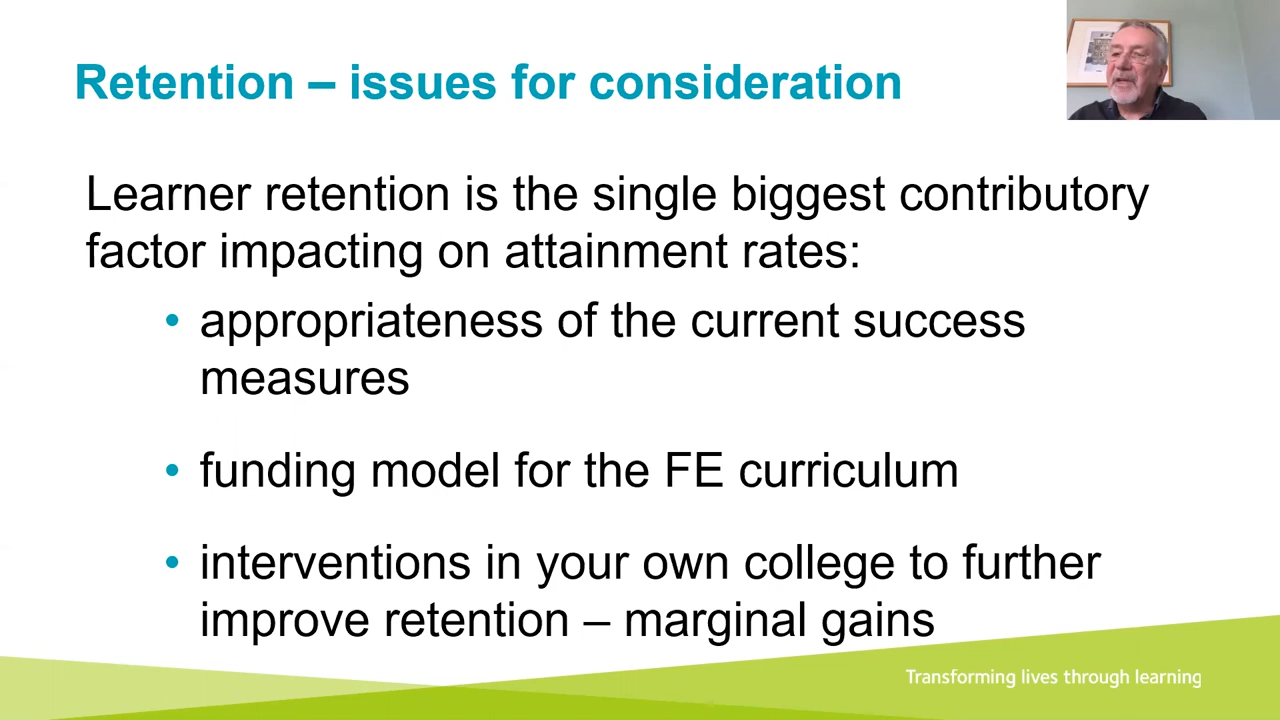 Retention – issues for consideration
Learner retention is the single biggest contributory
factor impacting on attainment rates:
• appropriateness of the current success
measures
• funding model for the FE curriculum
• interventions in your own college to further
improve retention – marginal gains
Transforming lives through learning